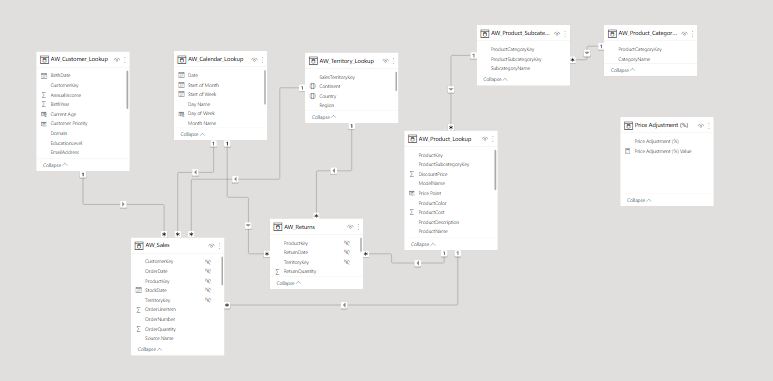 AW_Customer_Lookup
BirthDate
CustomerKey
AnnualIncome
BirthYear
Current Age
Customer Priority
Domain
EducationLevel
EmailAddress
Collapse
AW_Calendar_Lookup
Date
Start of Month
Start of Week
Day Name
Day of Week
Month Name
Collapse
AW_Territory_Lookup
SalesTerritoryKey
Continent
Country
Region
Collapse
AW_Product_Subcate...
ProductCategoryKey
ProductSubcategoryKey
SubcategoryName
Collapse
AW_Product_Categor...
ProductCategoryKey
CategoryName
Collapse
AW_Product_Lookup
ProductKey
ProductSubcategoryKey
DiscountPrice
ModelName
Price Point
ProductColor
ProductCost
ProductDescription
ProductName
Collapse
Price Adjustment (%)
Price Adjustment (%)
Price Adjustment (%) Value
Collapse
AW_Sales
CustomerKey
OrderDate
ProductKey
StockDate
TerritoryKey
OrderLineItem
OrderNumber
OrderQuantity
Source.Name
Collapse
AW_Returns
ProductKey
ReturnDate
TerritoryKey
ReturnQuantity
Collapse
1
1
1
1
1
1
1
1
1
*
*
*
*
*
*
*
*
*